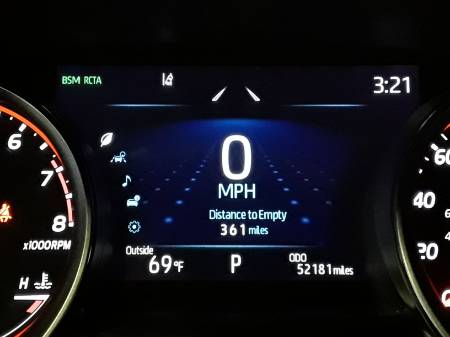 BSM RCTA
3:21
0
MPH
Distance to Empty
361 miles
Outside
69°F
P
ODO
52181 miles
6
7
8
x1000RPM
H
60
40
20
0